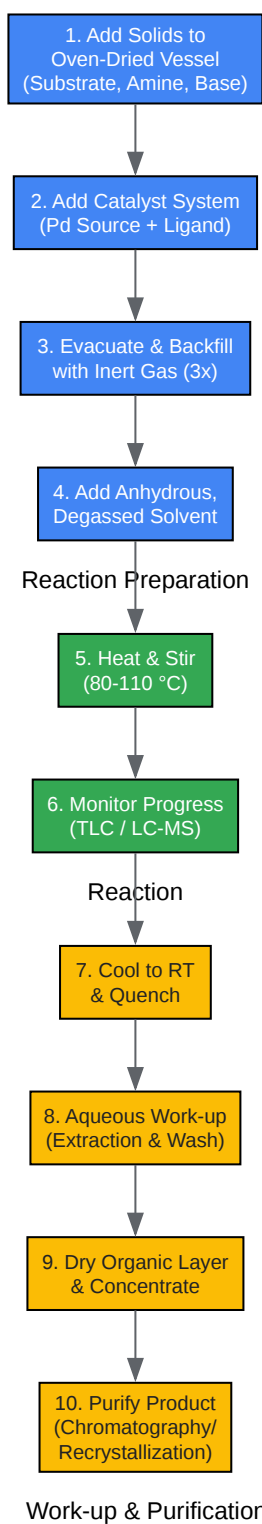 1. Add Solids to
Oven-Dried Vessel
(Substrate, Amine, Base)
2. Add Catalyst System
(Pd Source + Ligand)
3. Evacuate & Backfill
with Inert Gas (3x)
4. Add Anhydrous,
Degassed Solvent
Reaction Preparation
5. Heat & Stir
(80-110 °C)
6. Monitor Progress
(TLC / LC-MS)
Reaction
7. Cool to RT
& Quench
8. Aqueous Work-up
(Extraction & Wash)
9. Dry Organic Layer
& Concentrate
10. Purify Product
(Chromatography/
Recrystallization)
Work-up & Purification